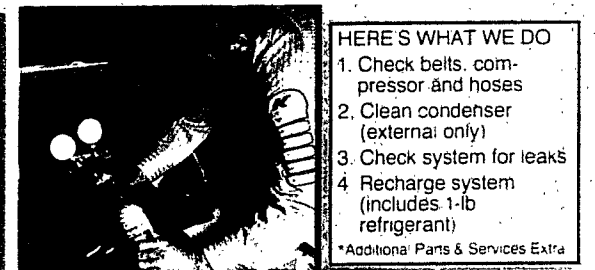 HERE'S WHAT WE DO
1. Check belts, com-
pressor and hoses
2. Clean condenser
(external only)
3. Check system for leaks
4 Recharge system
(includes 1-lb
refrigerant)
*Additional Parts & Services Extra